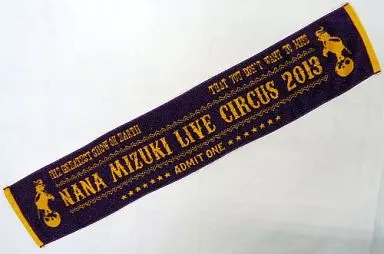 THE GREATEST SHOW ON EARTH THAT YOU DON'T WANT TO MISS
NANA MIZUKI LIVE CIRCUS 2013
★★★★★★★ ADMIT ONE ★★★★★★★